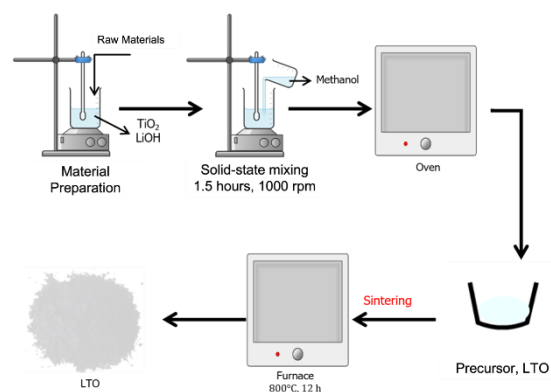 Raw Materials
TiO₂
LiOH
Material
Preparation
Methanol
Solid-state mixing
1.5 hours, 1000 rpm
Oven
Precursor, LTO
Sintering
Furnace
800°C, 12 h
LTO